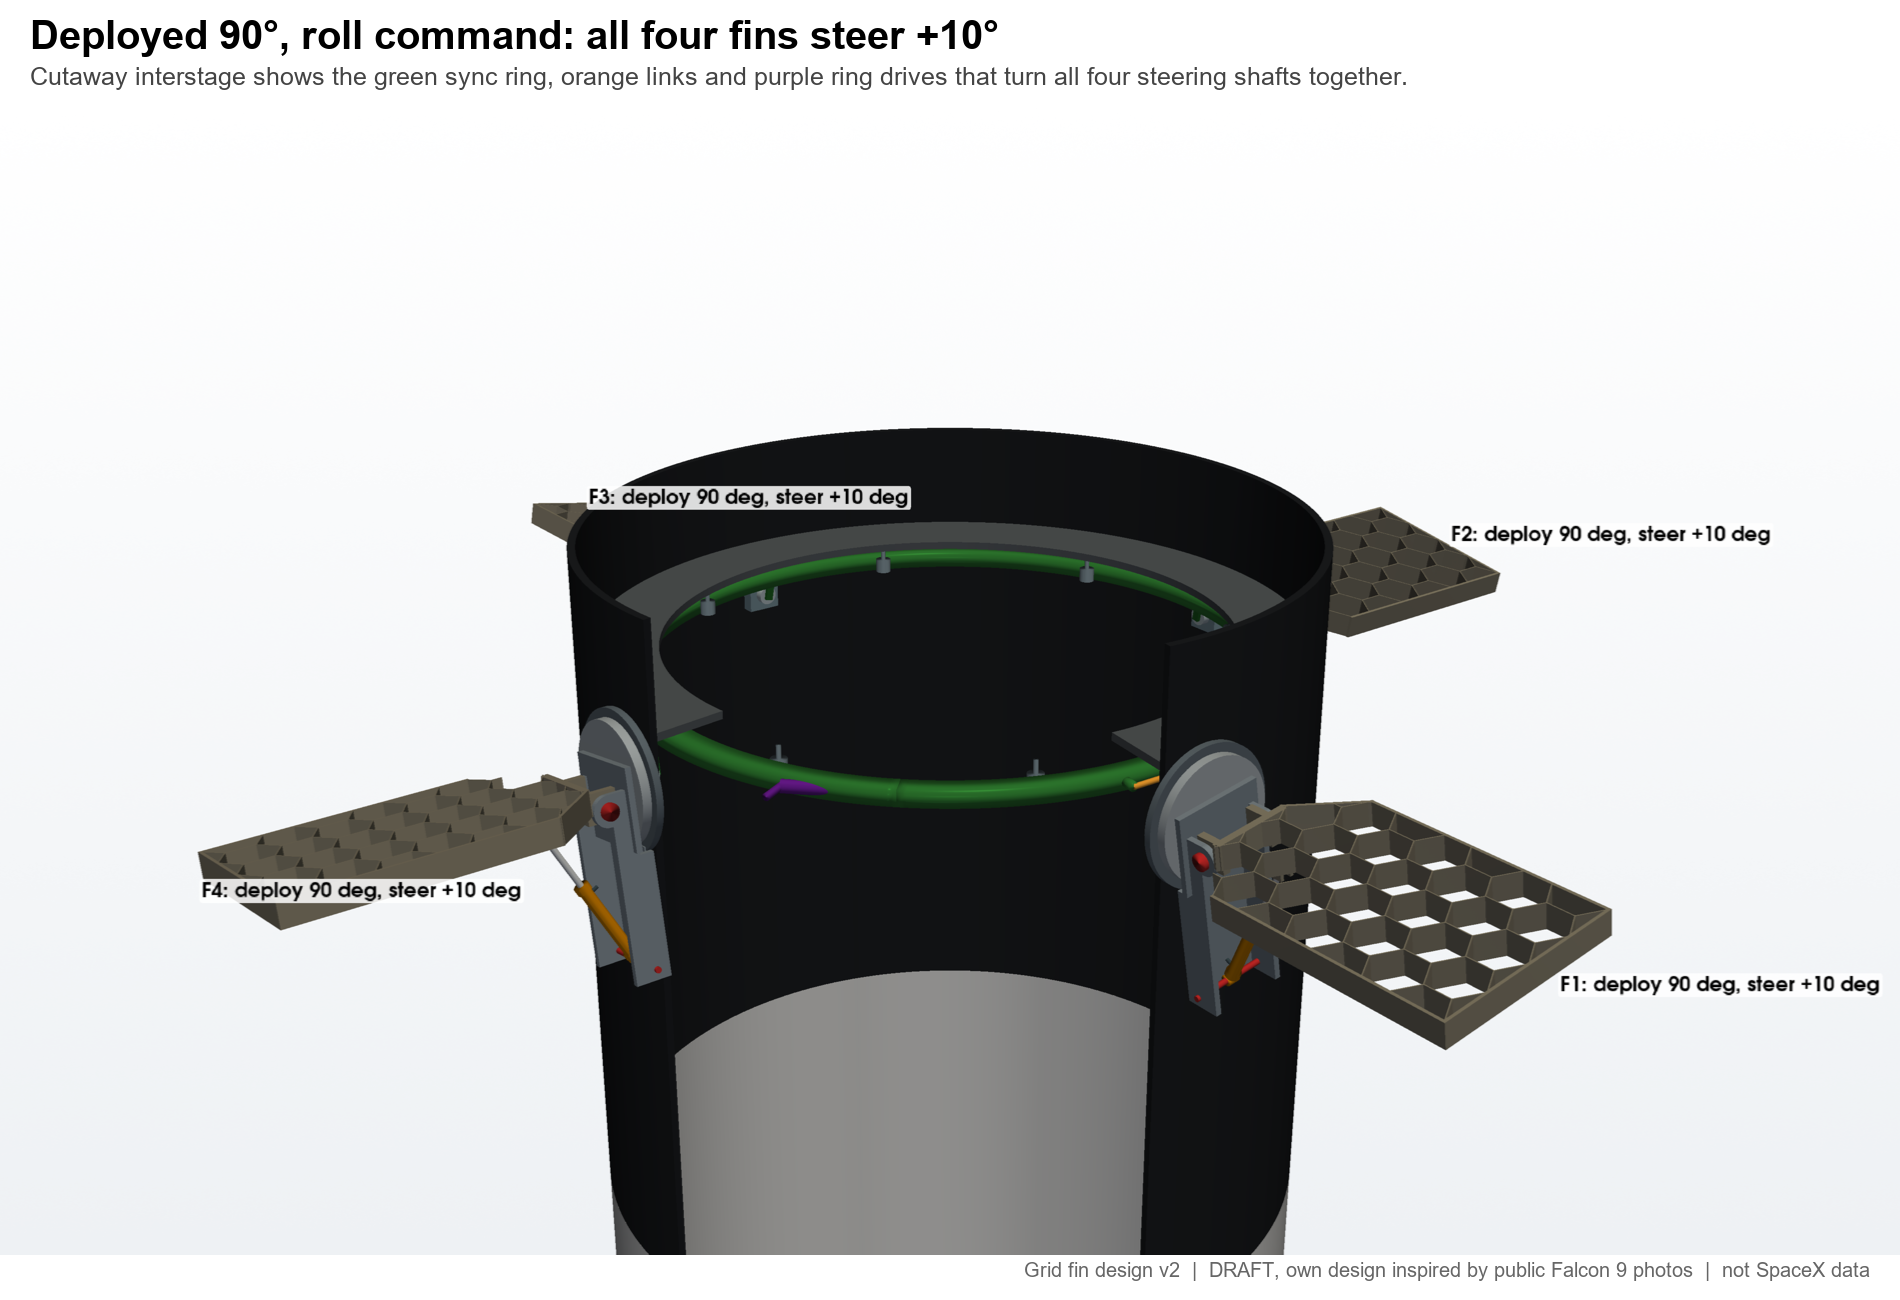 Deployed 90°, roll command: all four fins steer +10°
Cutaway interstage shows the green sync ring, orange links and purple ring drives that turn all four steering shafts together.
F3: deploy 90 deg, steer +10 deg
F2: deploy 90 deg, steer +10 deg
F4: deploy 90 deg, steer +10 deg
F1: deploy 90 deg, steer +10 deg
Grid fin design v2 | DRAFT, own design inspired by public Falcon 9 photos | not SpaceX data